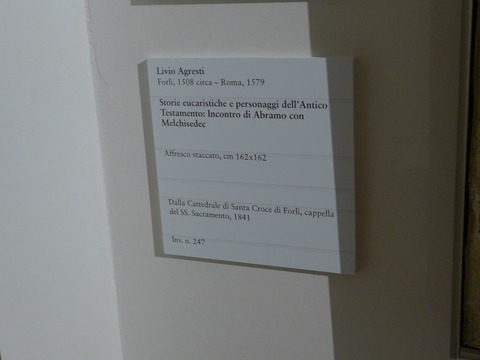 Livio Agresti
Forlì, 1508 circa – Roma, 1579
Storie eucaristiche e personaggi dell'Antico
Testamento: Incontro di Abramo con
Melchisedec
Affresco staccato, cm 162x162
Dalla Cattedrale di Santa Croce di Forlì, cappella
del SS. Sacramento, 1841
Inv. n. 247